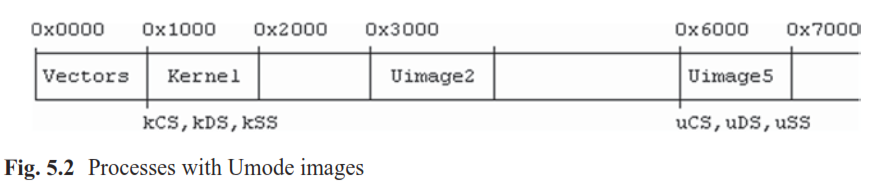 0x0000 0x1000 0x2000 0x3000 0x6000 0x7000
Vectors Kernel Uimage2 Uimage5
kCS,kDS,kSS uCS,uDS,uSS
Fig. 5.2 Processes with Umode images